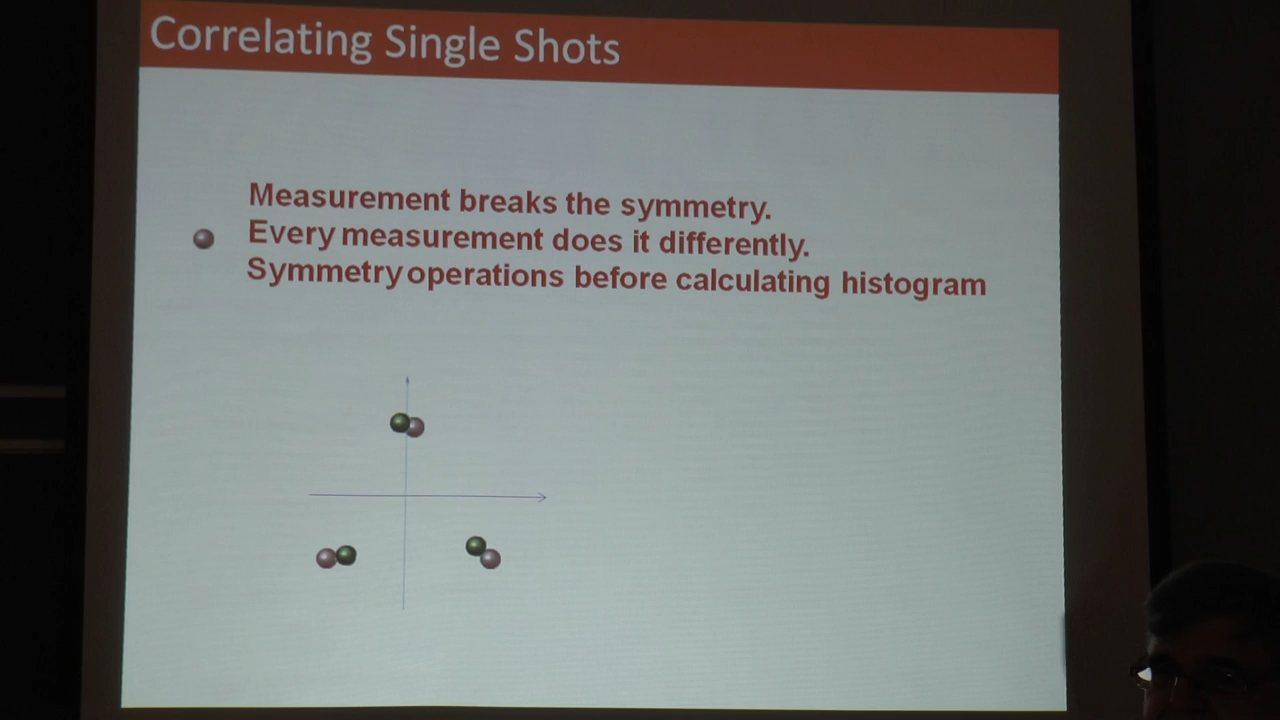 Correlating Single Shots
Measurement breaks the symmetry.
Every measurement does it differently.
Symmetry operations before calculating histogram